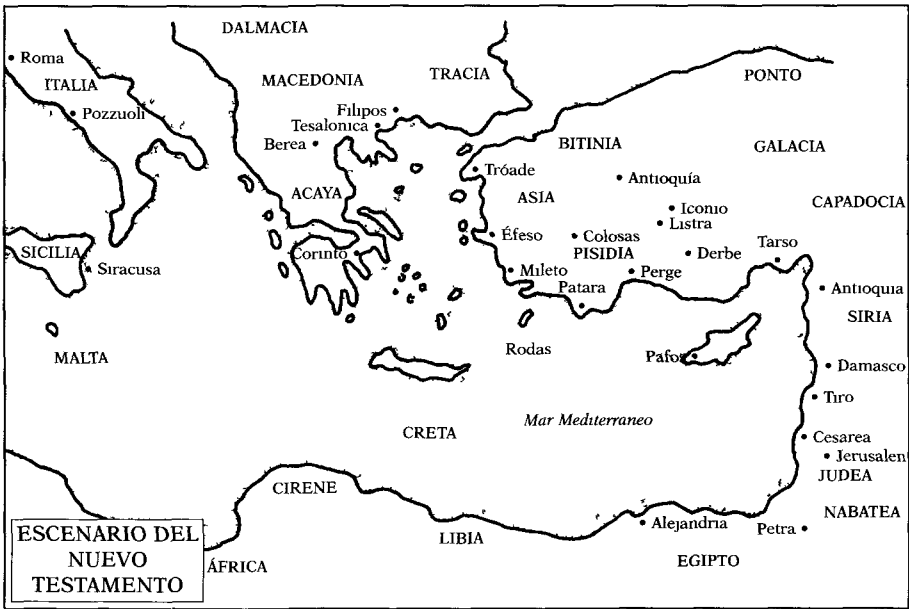 DALMACIA
Roma
ITALIA
MACEDONIA
TRACIA
PONTO
Pozzuoli
Filipos
Tesalonica
Berea
BITINIA
GALACIA
Tróade
Antioquía
ACAYA
ASIA
CAPADOCIA
Iconio
Listra
SICILIA
Siracusa
Corinto
Éfeso
Colosas
PISIDIA
Derbe
Tarso
Mileto
Perge
Patara
Antioquia
SIRIA
MALTA
Rodas
Pafos
Damasco
Tiro
CRETA
Mar Mediterraneo
Cesarea
Jerusalen
JUDEA
CIRENE
NABATEA
Alejandria
Petra
LIBIA
EGIPTO
ÁFRICA
ESCENARIO DEL
NUEVO
TESTAMENTO